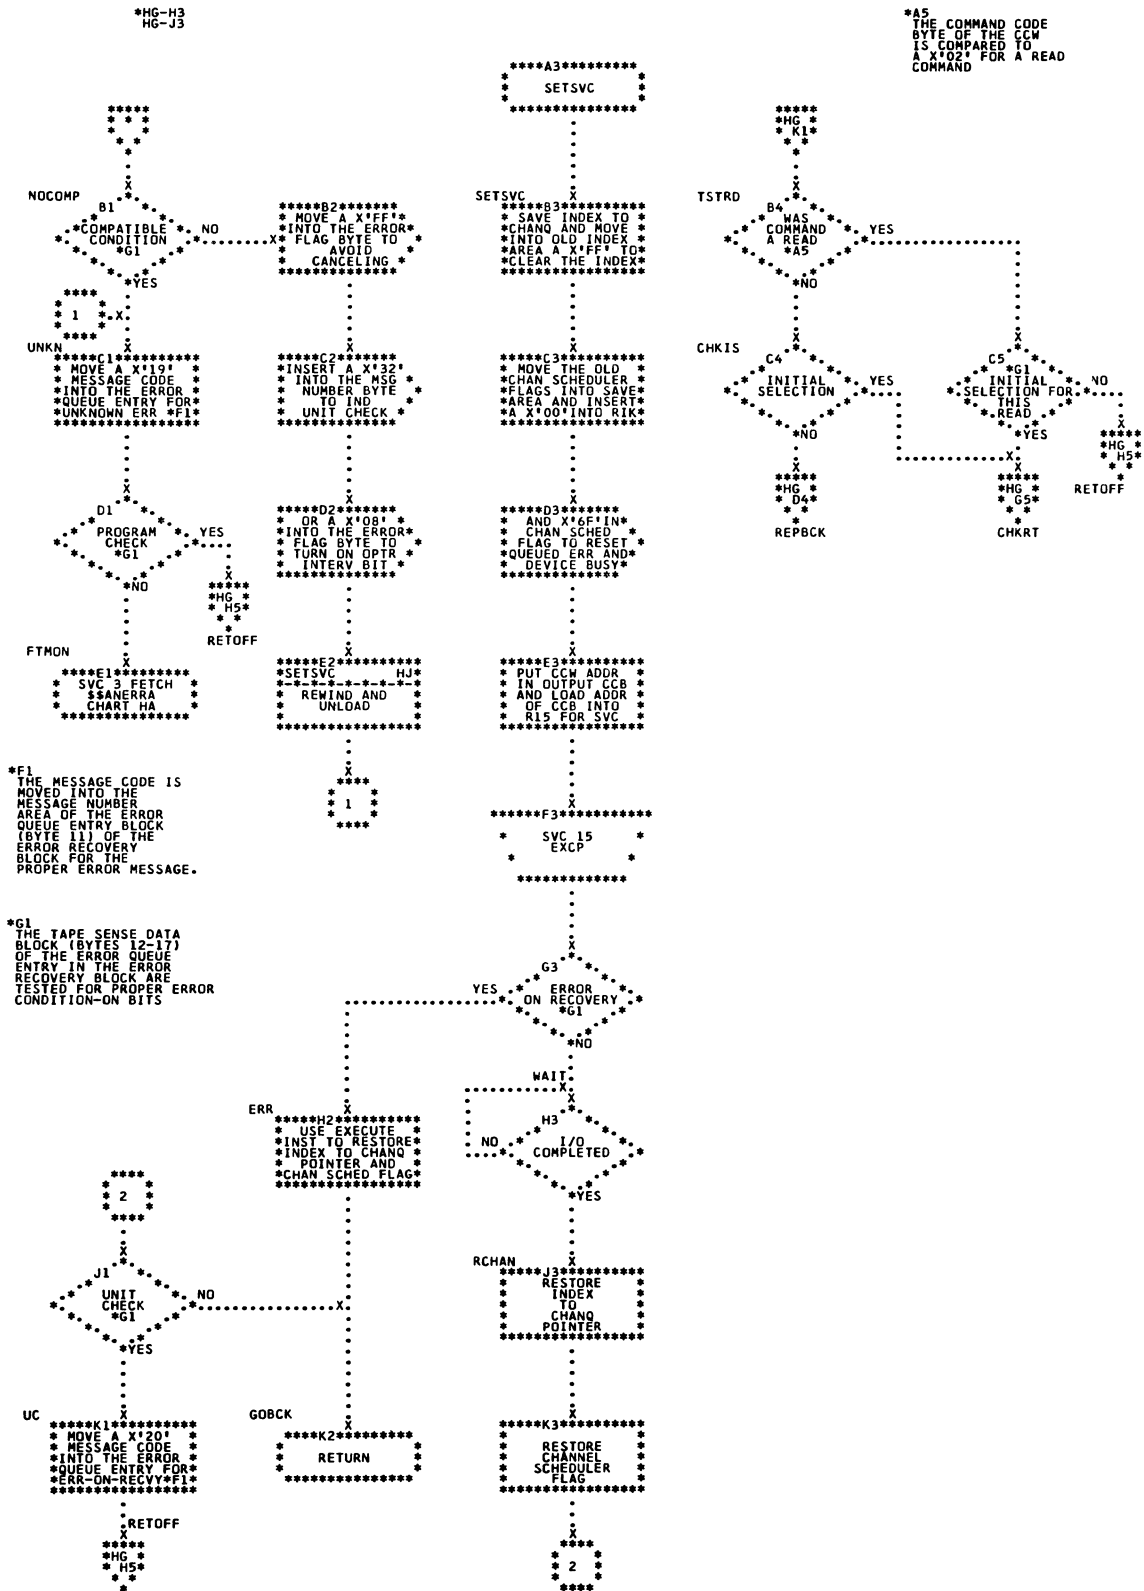 *HG-H3
HG-J3
*A5
THE COMMAND CODE
BYTE OF THE CCW
IS COMPARED TO
A X'02' FOR A READ
COMMAND
A3
SETSVC
HG
K1
NOCOMP
B1
COMPATIBLE
CONDITION
*G1
NO
YES
B2
MOVE A X'FF'
INTO THE ERROR
FLAG BYTE TO
AVOID
CANCELING
SETSVC
B3
SAVE INDEX TO
CHANQ AND MOVE
INTO OLD INDEX
AREA A X'FF' TO
CLEAR THE INDEX
TSTRD
B4
WAS
COMMAND
A READ
*A5
YES
NO
1
UNKN
C1
MOVE A X'19'
MESSAGE CODE
INTO THE ERROR
QUEUE ENTRY FOR
UNKNOWN ERR *F1
C2
INSERT A X'32'
INTO THE MSG
NUMBER BYTE
TO IND
UNIT CHECK
C3
MOVE THE OLD
CHAN SCHEDULER
FLAGS INTO SAVE
AREA AND INSERT
A X'00'INTO RIK
CHKIS
C4
INITIAL
SELECTION
YES
NO
C5
*G1
INITIAL
SELECTION FOR
THIS
READ
NO
YES
HG
H5
RETOFF
HG
D4
REPBCK
HG
G5
CHKRT
D1
PROGRAM
CHECK
*G1
YES
NO
HG
H5
RETOFF
D2
OR A X'08'
INTO THE ERROR
FLAG BYTE TO
TURN ON OPTR
INTERV BIT
D3
AND X'6F'IN
CHAN SCHED
FLAG TO RESET
QUEUED ERR AND
DEVICE BUSY
FTMON
E1
SVC 3 FETCH
$$ANERRA
CHART HA
E2
SETSVC HJ
REWIND AND
UNLOAD
E3
PUT CCW ADDR
IN OUTPUT CCB
AND LOAD ADDR
OF CCB INTO
R15 FOR SVC
*F1
THE MESSAGE CODE IS
MOVED INTO THE
MESSAGE NUMBER
AREA OF THE ERROR
QUEUE ENTRY BLOCK
(BYTE 11) OF THE
ERROR RECOVERY
BLOCK FOR THE
PROPER ERROR MESSAGE.
1
F3
SVC 15
EXCP
*G1
THE TAPE SENSE DATA
BLOCK (BYTES 12-17)
OF THE ERROR QUEUE
ENTRY IN THE ERROR
RECOVERY BLOCK ARE
TESTED FOR PROPER ERROR
CONDITION-ON BITS
G3
ERROR
ON RECOVERY
*G1
YES
NO
WAIT
ERR
H2
USE EXECUTE
INST TO RESTORE
INDEX TO CHANQ
POINTER AND
CHAN SCHED FLAG
H3
I/O
COMPLETED
NO
YES
2
J1
UNIT
CHECK
*G1
NO
YES
RCHAN
J3
RESTORE
INDEX
TO
CHANQ
POINTER
UC
K1
MOVE A X'20'
MESSAGE CODE
INTO THE ERROR
QUEUE ENTRY FOR
ERR-ON-RECVY*F1
GOBCK
K2
RETURN
K3
RESTORE
CHANNEL
SCHEDULER
FLAG
RETOFF
HG
H5
2